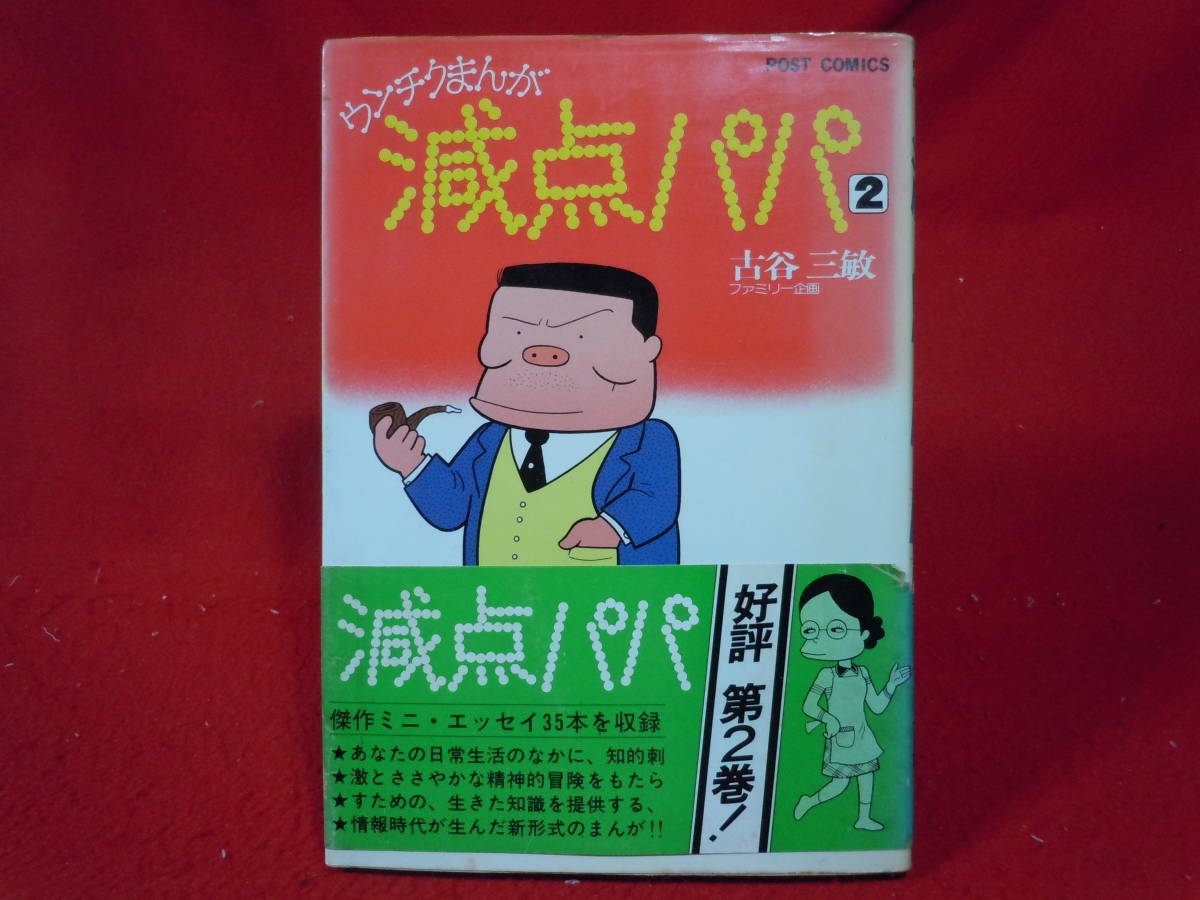 POST COMICS
ウンチクまんが
減点パパ
2
古谷 三敏
ファミリー企画
減点パパ
好評 第2巻!
傑作ミニ・エッセイ35本を収録
★あなたの日常生活のなかに、知的刺
★激とささやかな精神的冒険をもたら
★すための、生きた知識を提供する、
★情報時代が生んだ新形式のまんが!!